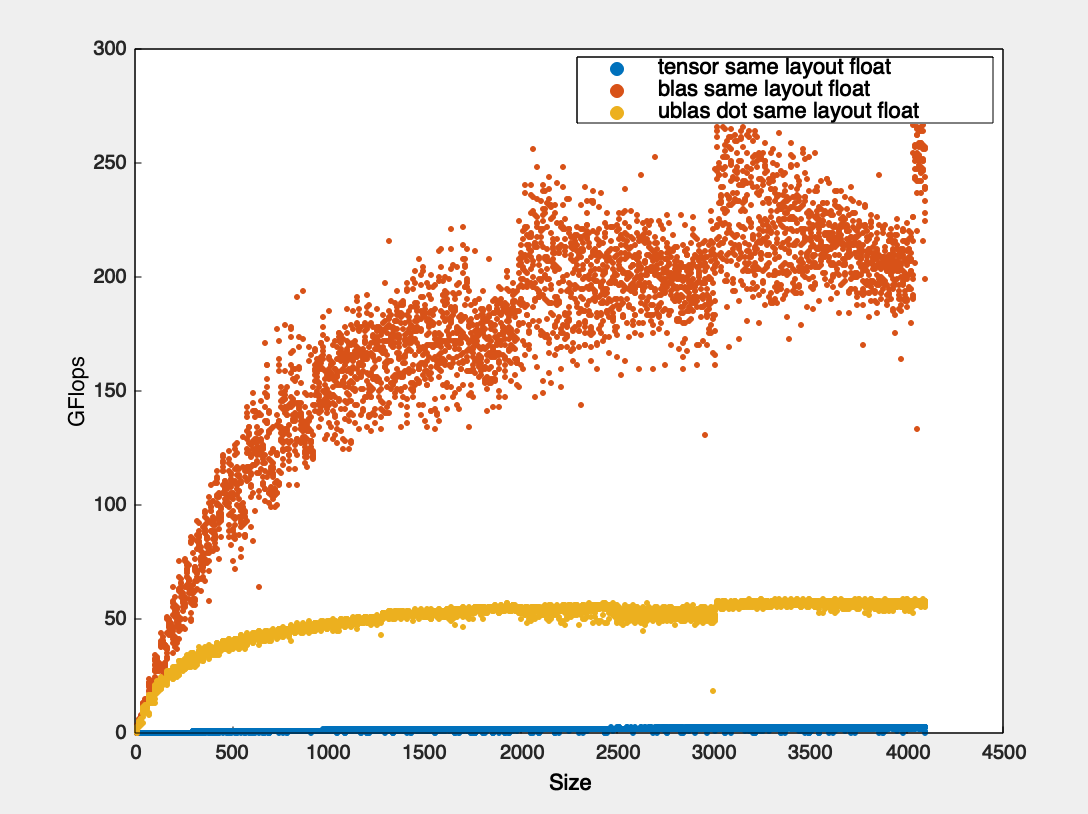 300
tensor same layout float
blas same layout float
ublas dot same layout float
250
200
150
GFlops
100
50
0
0 500 1000 1500 2000 2500 3000 3500 4000 4500
Size